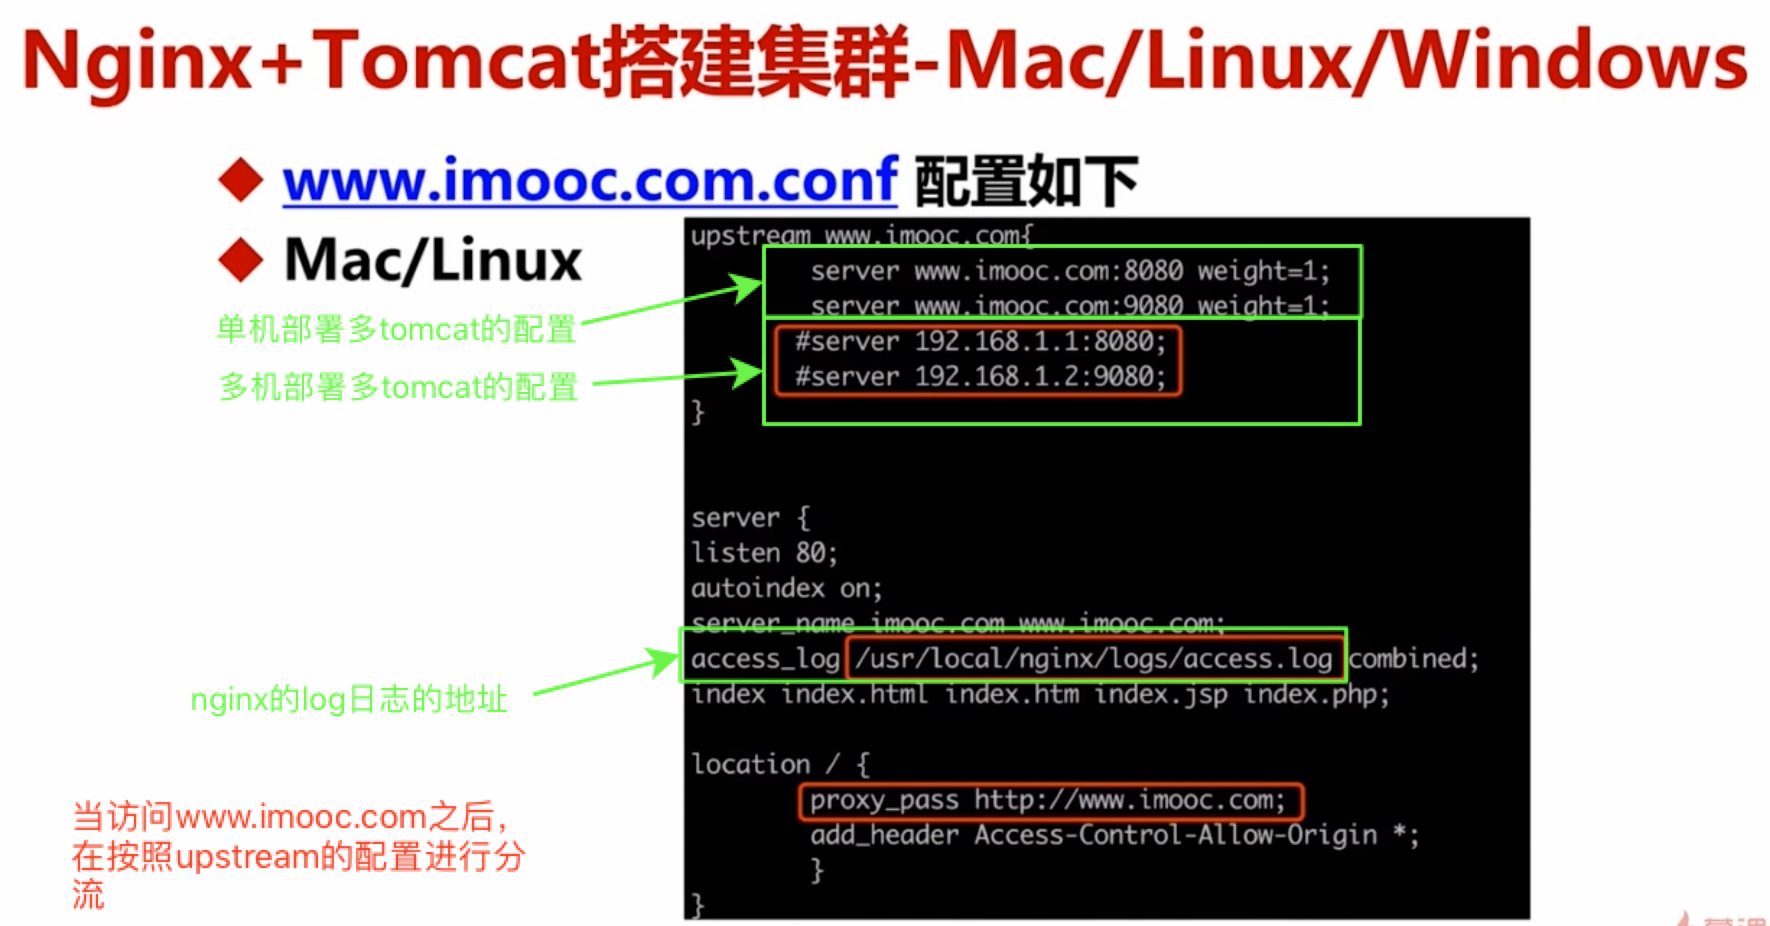 Nginx+Tomcat搭建集群-Mac/Linux/Windows
www.imooc.com.conf 配置如下
Mac/Linux
单机部署多tomcat的配置
多机部署多tomcat的配置
upstream www.imooc.com{
server www.imooc.com:8080 weight=1;
server www.imooc.com:9080 weight=1;
#server 192.168.1.1:8080;
#server 192.168.1.2:9080;
}
server {
listen 80;
autoindex on;
server_name imooc.com www.imooc.com;
access_log /usr/local/nginx/logs/access.log combined;
index index.html index.htm index.jsp index.php;
nginx的log日志的地址
location / {
proxy_pass http://www.imooc.com;
add_header Access-Control-Allow-Origin *;
}
}
当访问www.imooc.com之后,
在按照upstream的配置进行分
流